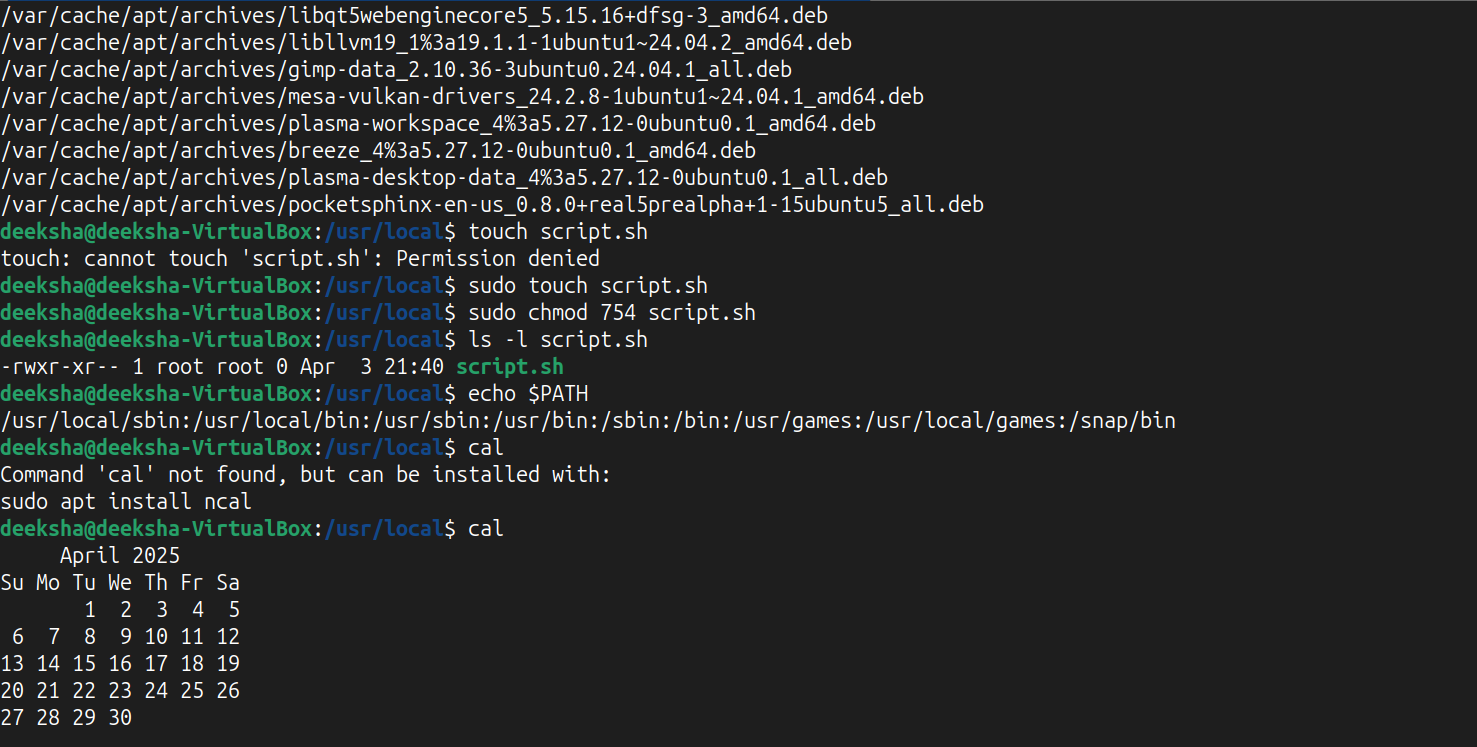 /var/cache/apt/archives/libqt5webenginecore5_5.15.16+dfsg-3_amd64.deb
/var/cache/apt/archives/libllvm19_1%3a19.1.1-1ubuntu1~24.04.2_amd64.deb
/var/cache/apt/archives/gimp-data_2.10.36-3ubuntu0.24.04.1_all.deb
/var/cache/apt/archives/mesa-vulkan-drivers_24.2.8-1ubuntu1~24.04.1_amd64.deb
/var/cache/apt/archives/plasma-workspace_4%3a5.27.12-0ubuntu0.1_amd64.deb
/var/cache/apt/archives/breeze_4%3a5.27.12-0ubuntu0.1_amd64.deb
/var/cache/apt/archives/plasma-desktop-data_4%3a5.27.12-0ubuntu0.1_all.deb
/var/cache/apt/archives/pocketsphinx-en-us_0.8.0+real5prealpha+1-15ubuntu5_all.deb
deeksha@deeksha-VirtualBox:/usr/local$ touch script.sh
touch: cannot touch 'script.sh': Permission denied
deeksha@deeksha-VirtualBox:/usr/local$ sudo touch script.sh
deeksha@deeksha-VirtualBox:/usr/local$ sudo chmod 754 script.sh
deeksha@deeksha-VirtualBox:/usr/local$ ls -l script.sh
-rwxr-xr-- 1 root root 0 Apr  3 21:40 script.sh
deeksha@deeksha-VirtualBox:/usr/local$ echo $PATH
/usr/local/sbin:/usr/local/bin:/usr/sbin:/usr/bin:/sbin:/bin:/usr/games:/usr/local/games:/snap/bin
deeksha@deeksha-VirtualBox:/usr/local$ cal
Command 'cal' not found, but can be installed with:
sudo apt install ncal
deeksha@deeksha-VirtualBox:/usr/local$ cal
     April 2025
Su Mo Tu We Th Fr Sa
       1  2  3  4  5
 6  7  8  9 10 11 12
13 14 15 16 17 18 19
20 21 22 23 24 25 26
27 28 29 30